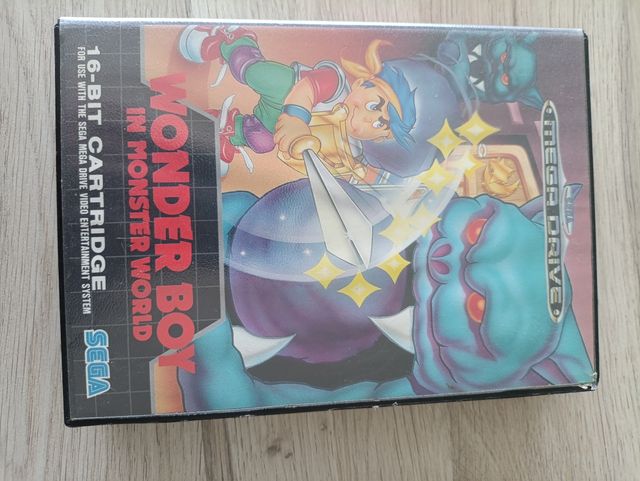 MEGA DRIVE
WONDER BOY
IN MONSTER WORLD
16-BIT CARTRIDGE
FOR USE WITH THE SEGA MEGA DRIVE VIDEO ENTERTAINMENT SYSTEM
SEGA